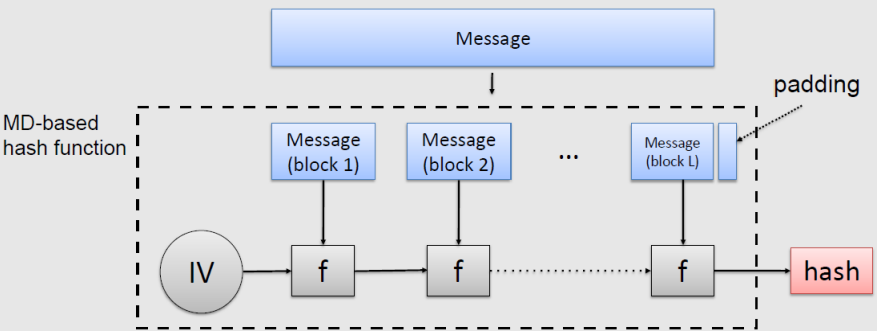 Message
padding
MD-based
hash function
Message
(block 1)
Message
(block 2)
...
Message
(block L)
IV
f
f
f
hash